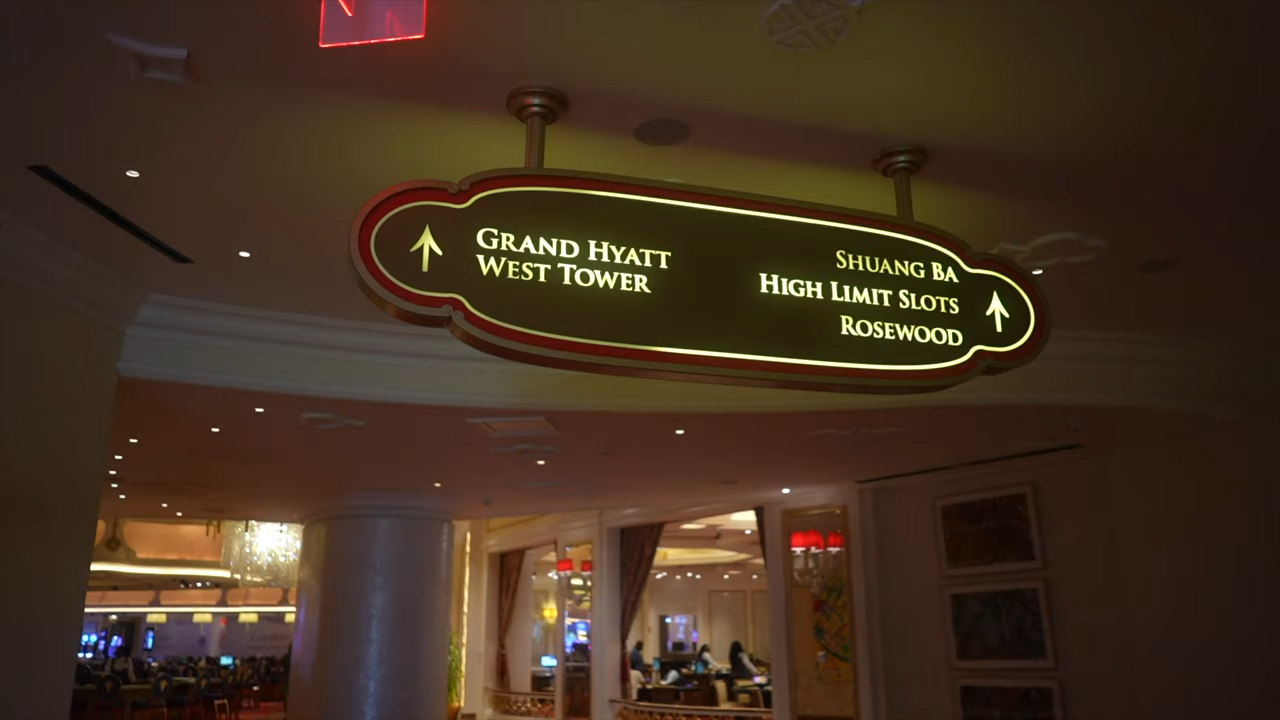 Grand Hyatt
West Tower
Shuang Ba
High Limit Slots
Rosewood